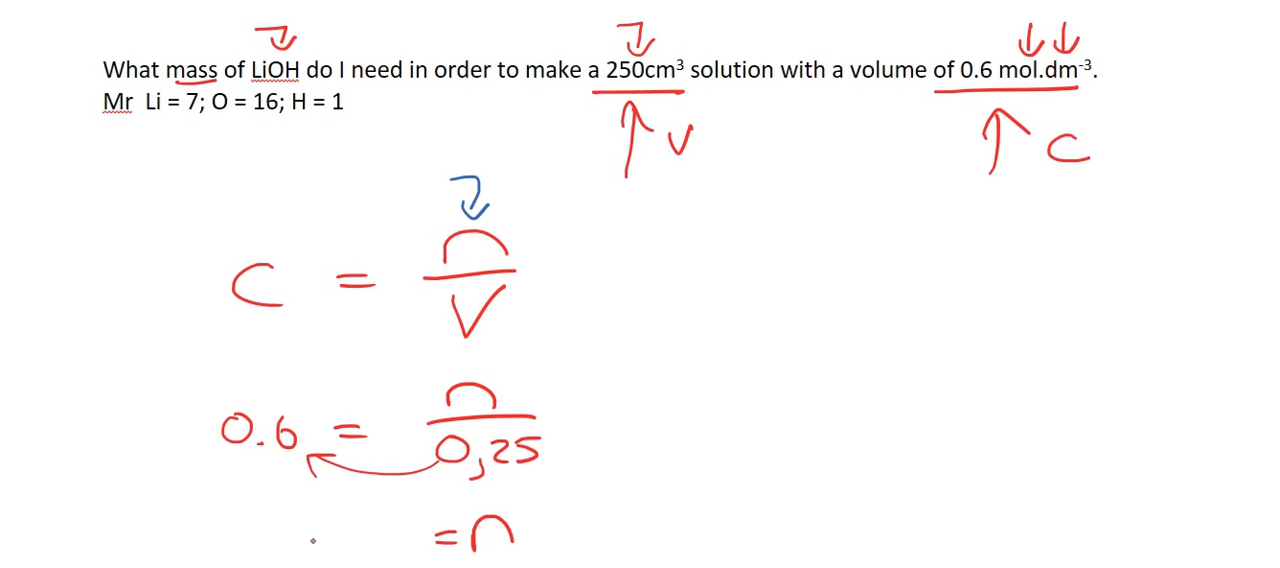 What mass of LiOH do I need in order to make a 250cm³ solution with a volume of 0.6 mol.dm⁻³.
Mr Li = 7; O = 16; H = 1
V
C
C = n
V
0.6 = n
0,25
= n